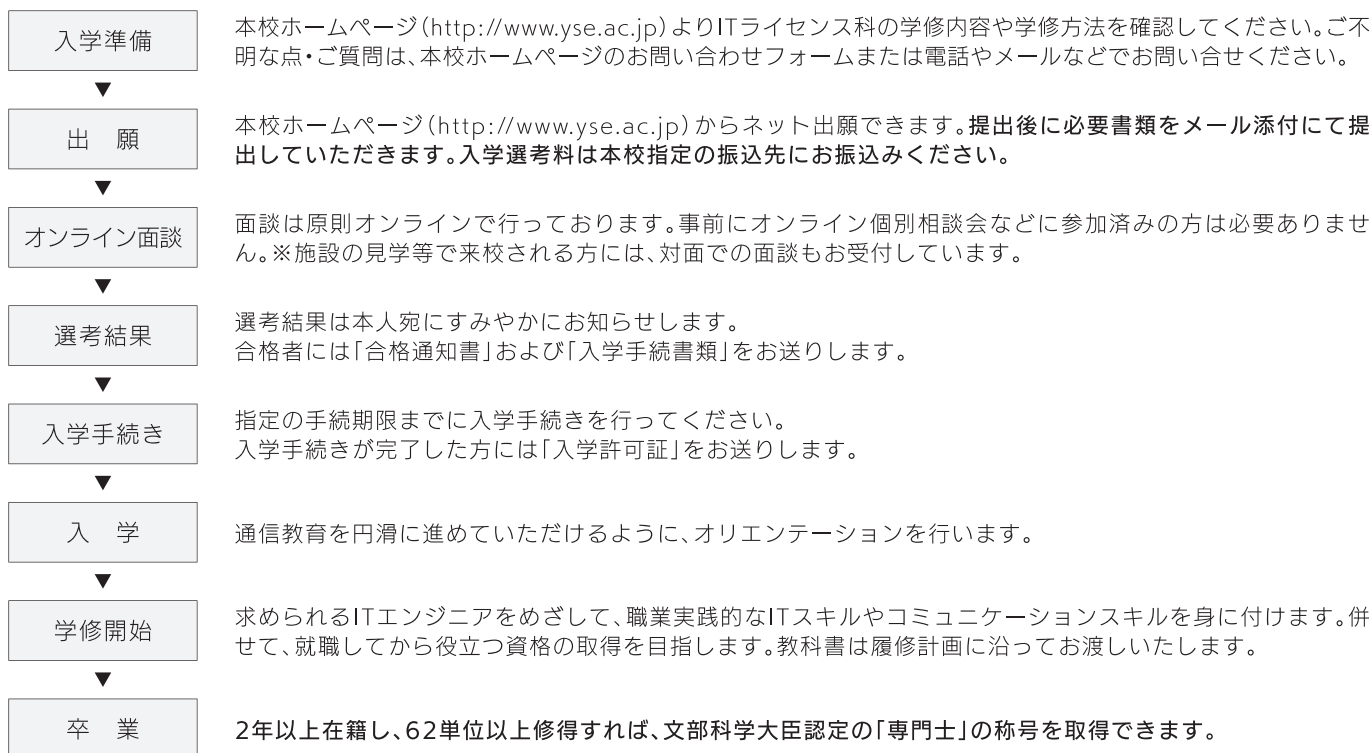 入学準備
本校ホームページ(http://www.yse.ac.jp)よりITライセンス科の学修内容や学修方法を確認してください。ご不
明な点・ご質問は、本校ホームページのお問い合わせフォームまたは電話やメールなどでお問い合せください。
▼
出 願
本校ホームページ(http://www.yse.ac.jp)からネット出願できます。提出後に必要書類をメール添付にて提
出していただきます。入学選考料は本校指定の振込先にお振込みください。
▼
オンライン面談
面談は原則オンラインで行っております。事前にオンライン個別相談会などに参加済みの方は必要ありませ
ん。※施設の見学等で来校される方には、対面での面談もお受付しています。
▼
選考結果
選考結果は本人宛にすみやかにお知らせします。
合格者には「合格通知書」および「入学手続書類」をお送りします。
▼
入学手続き
指定の手続期限までに入学手続きを行ってください。
入学手続きが完了した方には「入学許可証」をお送りします。
▼
入 学
通信教育を円滑に進めていただけるように、オリエンテーションを行います。
▼
学修開始
求められるITエンジニアをめざして、職業実践的なITスキルやコミュニケーションスキルを身に付けます。併
せて、就職してから役立つ資格の取得を目指します。教科書は履修計画に沿ってお渡しいたします。
▼
卒 業
2年以上在籍し、62単位以上修得すれば、文部科学大臣認定の「専門士」の称号を取得できます。